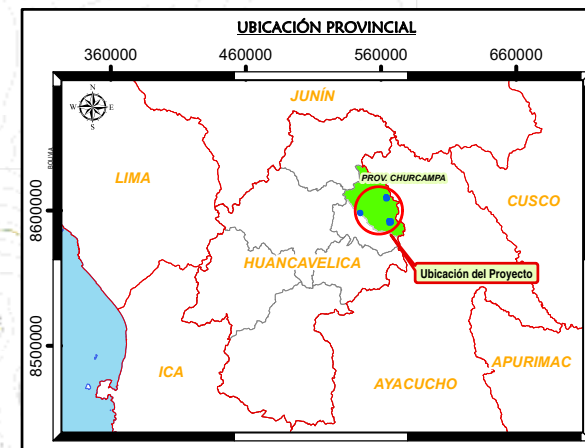 UBICACIÓN PROVINCIAL
360000 460000 560000 660000
N
W E
S
BOLIVIA
JUNÍN
LIMA
PROV. CHURCAMPA
CUSCO
8600000
HUANCAVELICA
Ubicación del Proyecto
8500000
ICA
APURIMAC
AYACUCHO